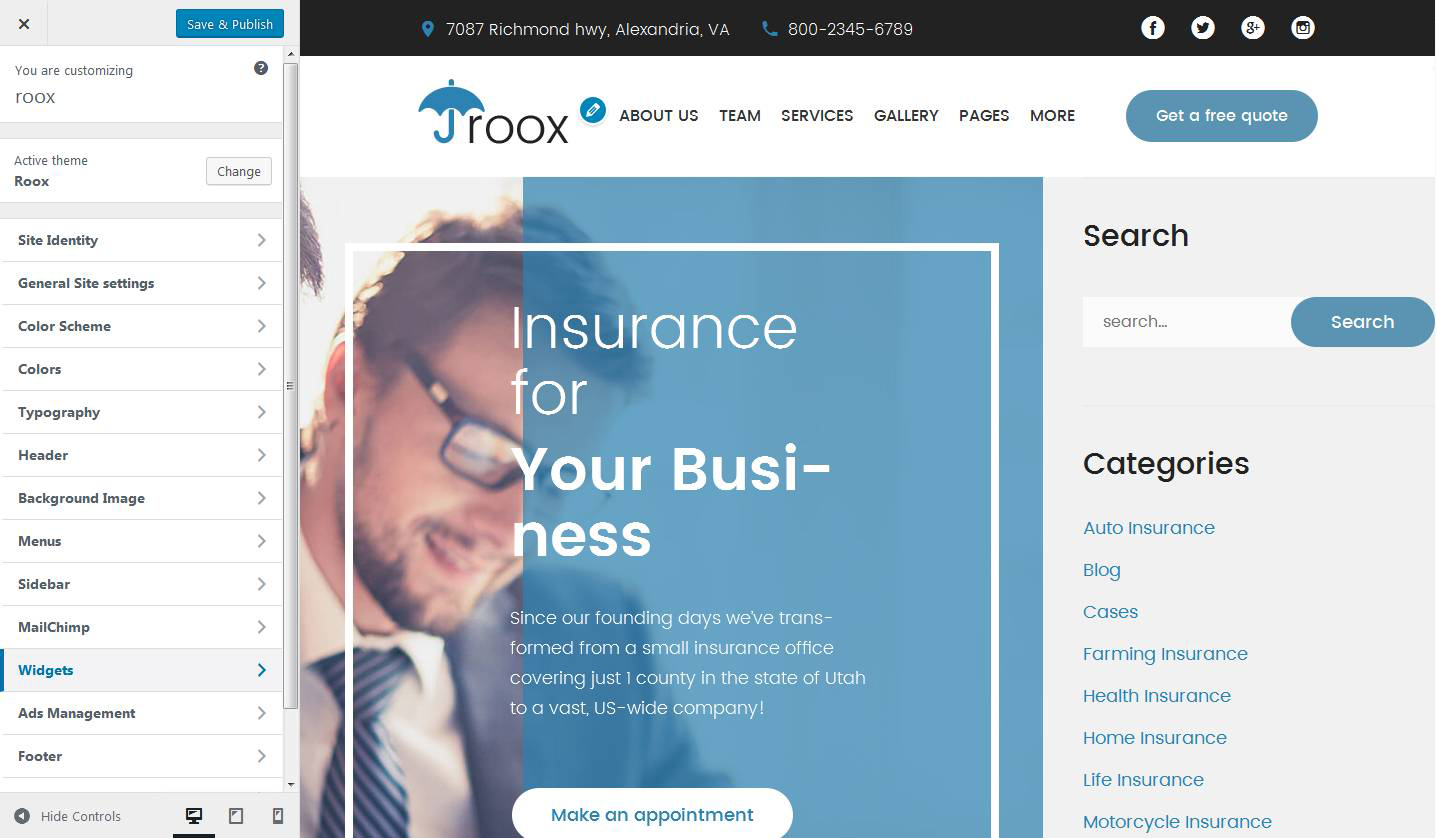 Save & Publish
You are customizing
roox
Active theme
Roox
Change
Site Identity
General Site settings
Color Scheme
Colors
Typography
Header
Background Image
Menus
Sidebar
MailChimp
Widgets
Ads Management
Footer
Hide Controls
7087 Richmond hwy, Alexandria, VA
800-2345-6789
roox
ABOUT US
TEAM
SERVICES
GALLERY
PAGES
MORE
Get a free quote
Insurance
for
Your Busi-
ness
Since our founding days we've trans-
formed from a small insurance office
covering just 1 county in the state of Utah
to a vast, US-wide company!
Make an appointment
Search
search...
Search
Categories
Auto Insurance
Blog
Cases
Farming Insurance
Health Insurance
Home Insurance
Life Insurance
Motorcycle Insurance